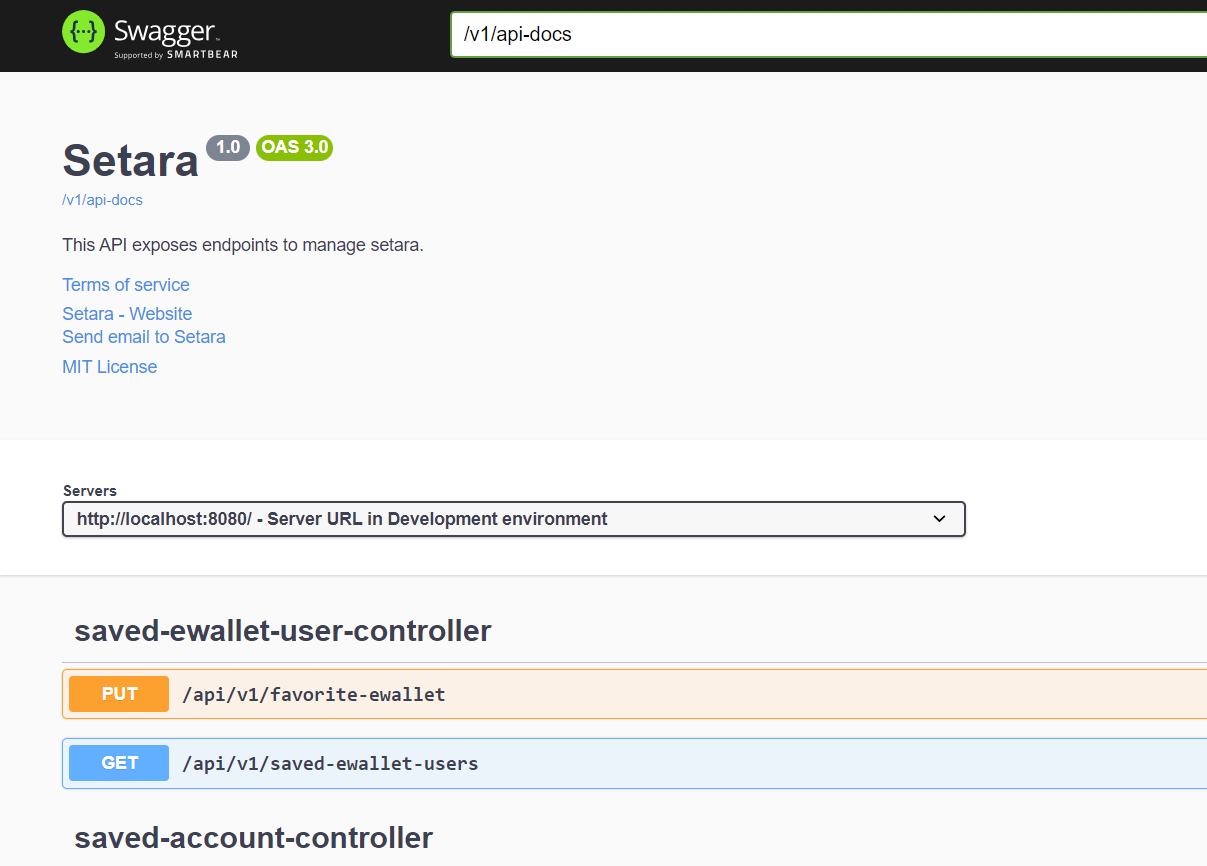 {···} Swagger™
Supported by SMARTBEAR
/v1/api-docs
Setara 1.0 OAS 3.0
/v1/api-docs
This API exposes endpoints to manage setara.
Terms of service
Setara - Website
Send email to Setara
MIT License
Servers
http://localhost:8080/ - Server URL in Development environment
saved-ewallet-user-controller
PUT /api/v1/favorite-ewallet
GET /api/v1/saved-ewallet-users
saved-account-controller